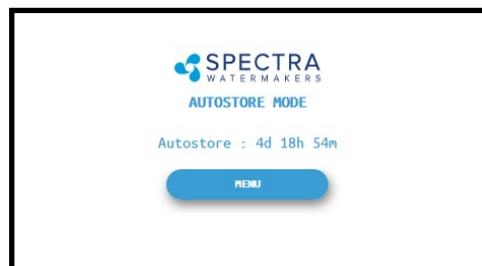 SPECTRA
WATERMAKERS
AUTOSTORE MODE
Autostore : 4d 18h 54m
MENU